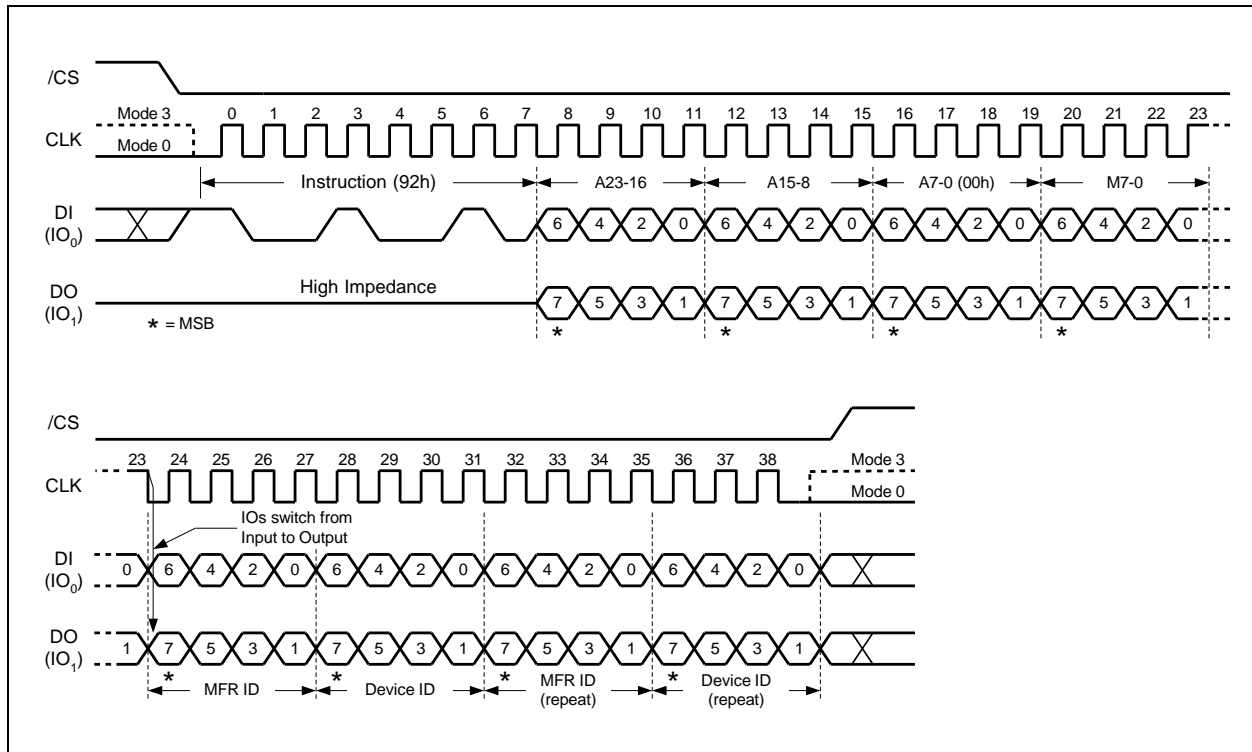 /CS
Mode 3 0 1 2 3 4 5 6 7 8 9 10 11 12 13 14 15 16 17 18 19 20 21 22 23
CLK
Mode 0
Instruction (92h) A23-16 A15-8 A7-0 (00h) M7-0
DI
(IO0)
6 4 2 0 6 4 2 0 6 4 2 0 6 4 2 0
High Impedance
DO
(IO1)
7 5 3 1 7 5 3 1 7 5 3 1 7 5 3 1
* = MSB * * * *
/CS
23 24 25 26 27 28 29 30 31 32 33 34 35 36 37 38 Mode 3
CLK
Mode 0
IOs switch from
Input to Output
DI
(IO0)
0 6 4 2 0 6 4 2 0 6 4 2 0 6 4 2 0
DO
(IO1)
1 7 5 3 1 7 5 3 1 7 5 3 1 7 5 3 1
* * * *
MFR ID Device ID MFR ID
(repeat)
Device ID
(repeat)